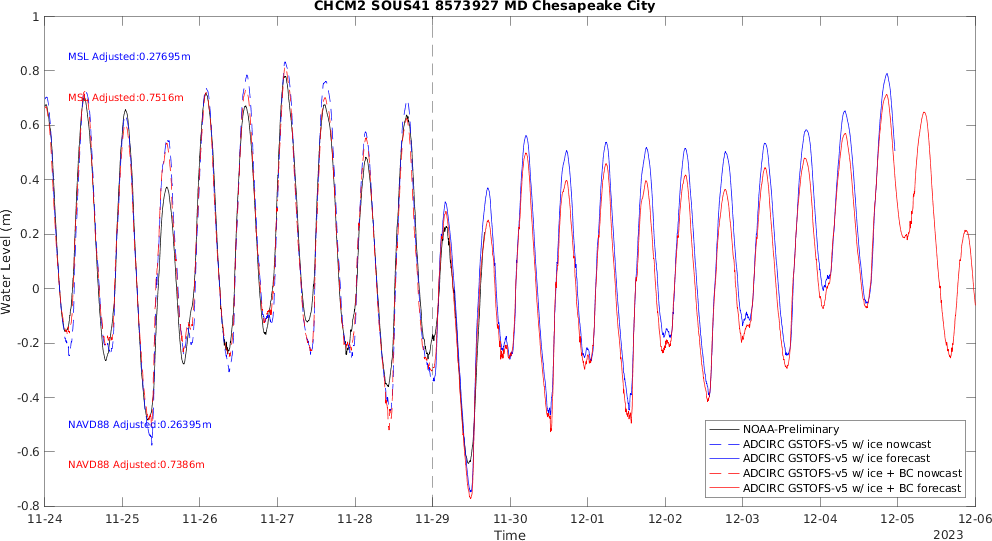 CHCM2 SOUS41 8573927 MD Chesapeake City
1
0.8
0.6
0.4
0.2
0
-0.2
-0.4
-0.6
-0.8
Water Level (m)
MSL Adjusted:0.27695m
MSL Adjusted:0.7516m
NAVD88 Adjusted:0.26395m
NAVD88 Adjusted:0.7386m
NOAA-Preliminary
ADCIRC GSTOFS-v5 w/ ice nowcast
ADCIRC GSTOFS-v5 w/ ice forecast
ADCIRC GSTOFS-v5 w/ ice + BC nowcast
ADCIRC GSTOFS-v5 w/ ice + BC forecast
11-24 11-25 11-26 11-27 11-28 11-29 11-30 12-01 12-02 12-03 12-04 12-05 12-06
Time
2023